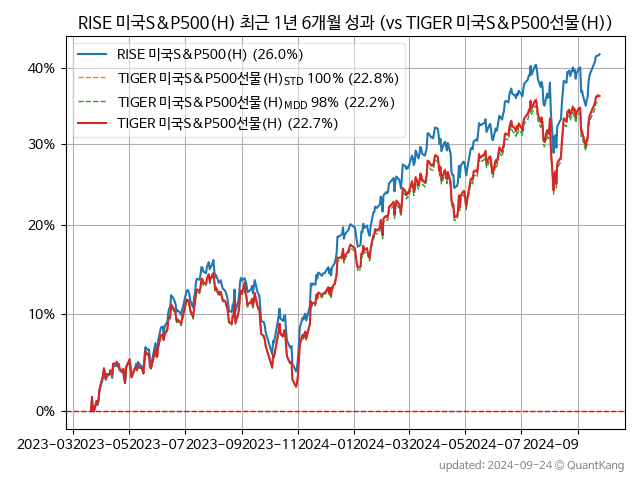 RISE 미국S&P500(H) 최근 1년 6개월 성과 (vs TIGER 미국S&P500선물(H))
RISE 미국S&P500(H) (26.0%)
TIGER 미국S&P500선물(H)STD 100% (22.8%)
TIGER 미국S&P500선물(H)MDD 98% (22.2%)
TIGER 미국S&P500선물(H) (22.7%)
40%
30%
20%
10%
0%
2023-03 2023-05 2023-07 2023-09 2023-11 2024-01 2024-03 2024-05 2024-07 2024-09
updated: 2024-09-24 ⓒ QuantKang